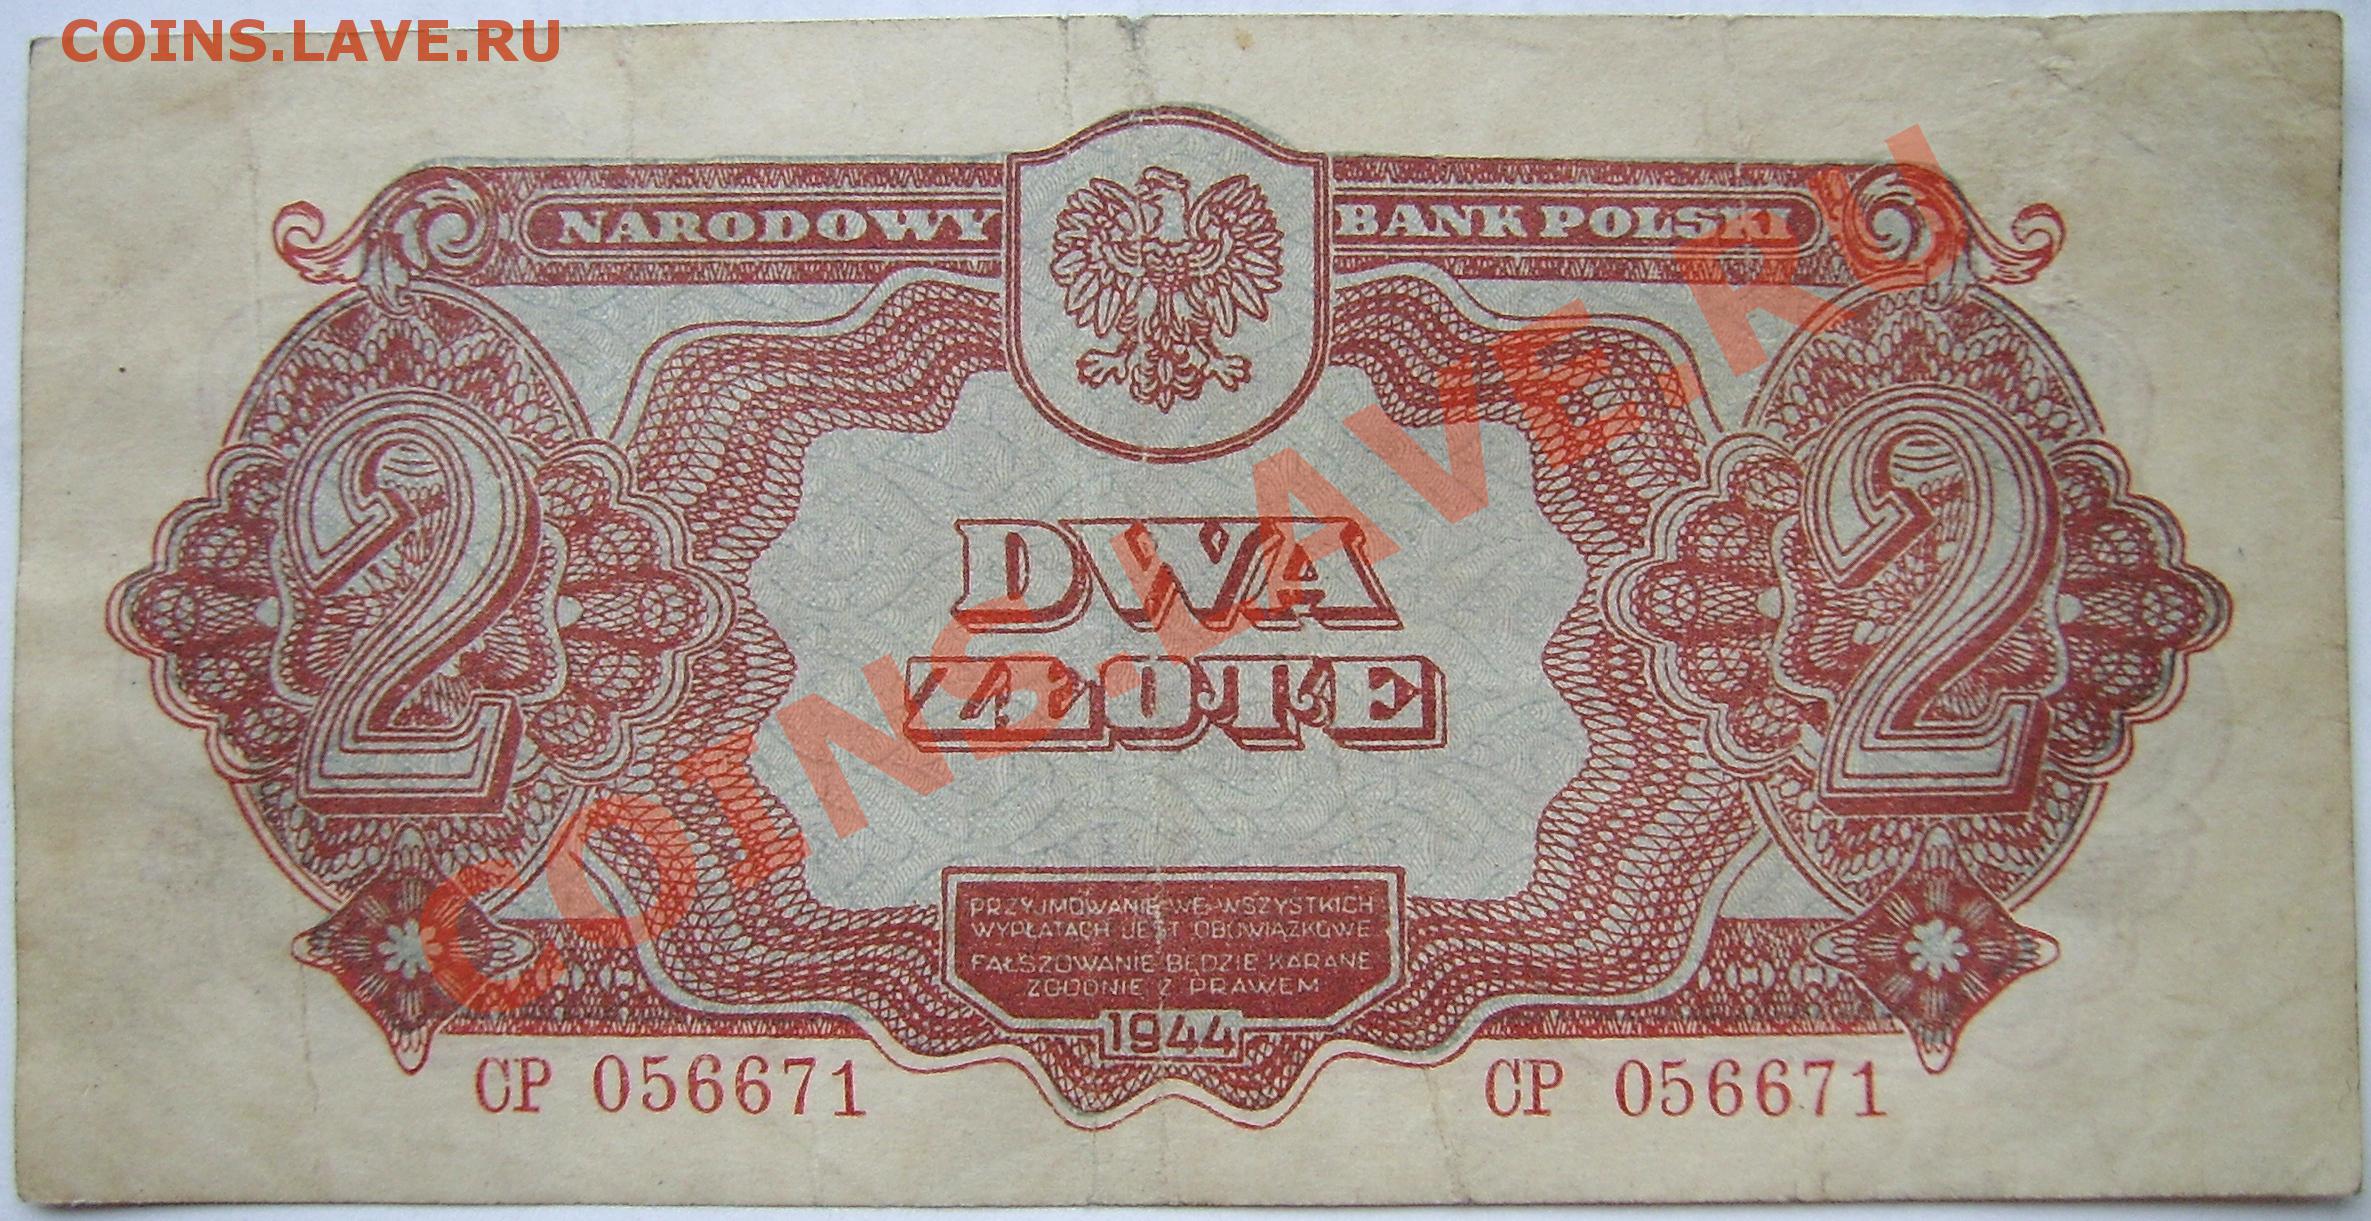 COINS.LAVE.RU
NARODOWY BANK POLSKI
2 2
DWA
ZŁOTE
PRZYJMOWANIE WE WSZYSTKICH
WYPŁATACH JEST OBOWIĄZKOWE.
FAŁSZOWANIE BĘDZIE KARANE
ZGODNIE Z PRAWEM
1944
CP 056671 CP 056671
COINS.LAVE.RU